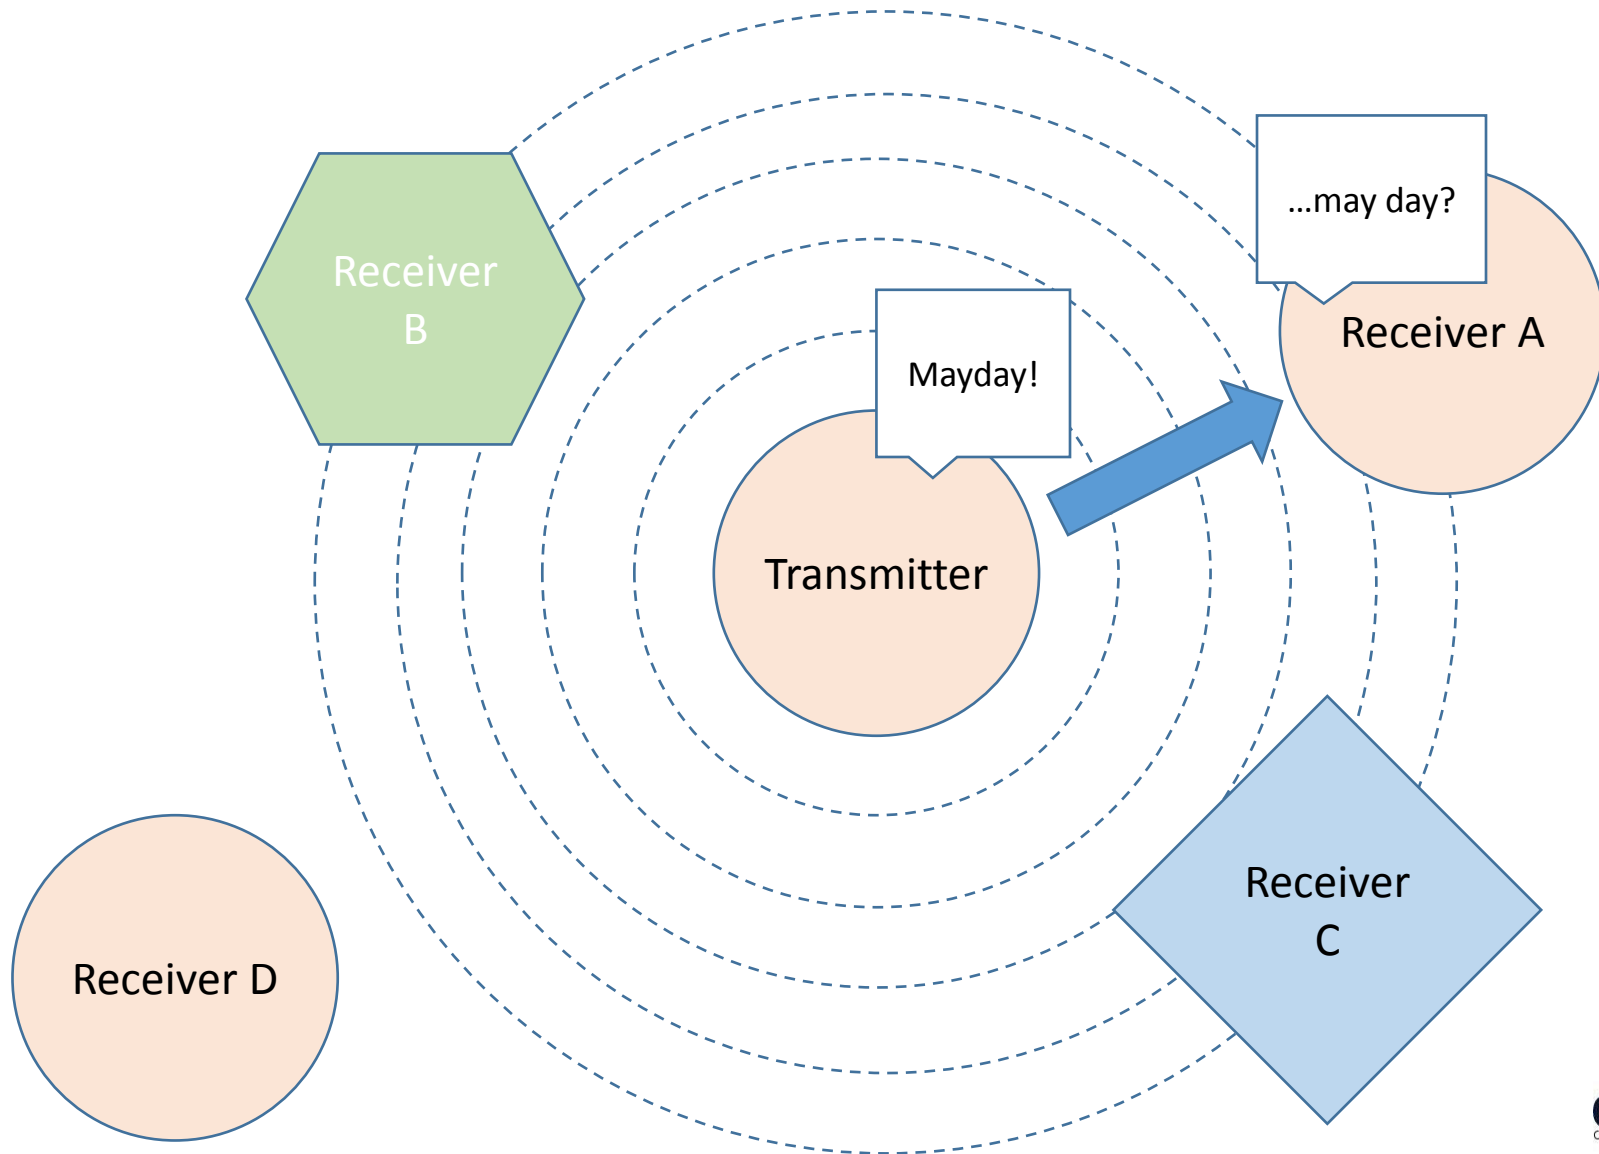 Receiver
B
...may day?
Receiver A
Mayday!
Transmitter
Receiver
C
Receiver D